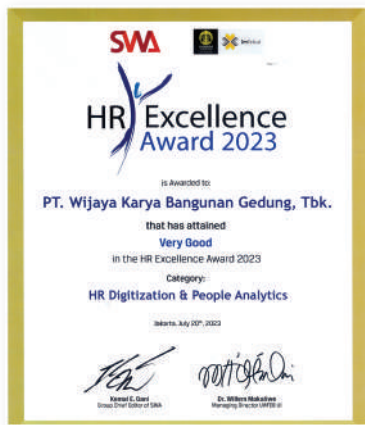 SWA
HR Excellence
Award 2023
is Awarded to:
PT. Wijaya Karya Bangunan Gedung, Tbk.
that has attained
Very Good
in the HR Excellence Award 2023
Category:
HR Digitization & People Analytics
Jakarta, July 20th, 2023
Kemal E. Gani
Group Chief Editor of SWA
Dr. Willem Makaliwe
Managing Director LMFEB UI